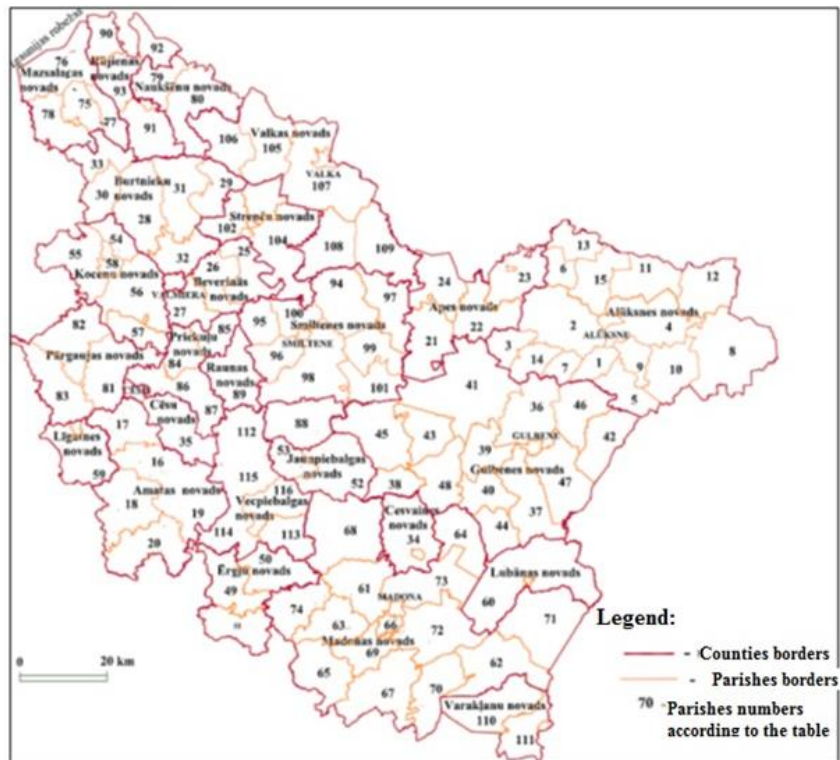 Igaunijas robežas
90
92
76
Rūjienas
novads
79
Mazsalacas
novads
93
Naukšēnu novads
80
75
78
77
91
106
Valkas novads
105
VALKA
107
33
Burtnieku
novads
31
29
30
28
102
Strenču novads
104
108
109
13
55
54
58
Kocenu novads
32
25
26
Beverīnas
novads
94
24
23
6
15
11
12
56
VALMIERA
27
97
Apes novads
Alūksnes novads
100
95
Smiltenes novads
2
4
ALŪKSNE
82
57
Priekuļu
novads
85
SMILTENE
99
21
22
3
8
Pārgaujas novads
84
96
14
7
1
9
10
83
81
CĒSIS
86
Raunas
novads
89
98
101
41
5
17
Cēsu
novads
87
88
36
46
35
112
45
43
GULBENE
42
Līgatnes
novads
53
39
59
16
Jaunpiebalgas
novads
52
Gulbenes novads
115
38
48
47
18
Amatas novads
116
40
Vecpiebalgas
novads
Cesvaines
novads
34
37
19
114
113
68
64
44
20
50
Ērgļu novads
Lubānas novads
49
61
73
MADONA
60
74
66
71
63
72
Madonas novads
69
62
65
67
70
Varakļānu novads
110
111
0 20 km
Legend:
- Counties borders
- Parishes borders
70 - Parishes numbers
according to the table